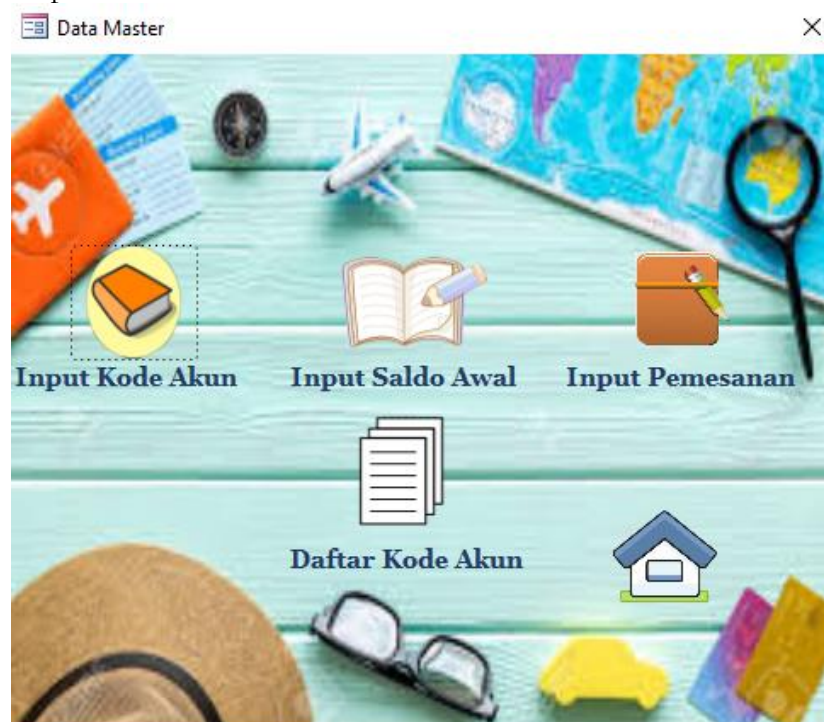 Data Master
Input Kode Akun
Input Saldo Awal
Input Pemesanan
Daftar Kode Akun